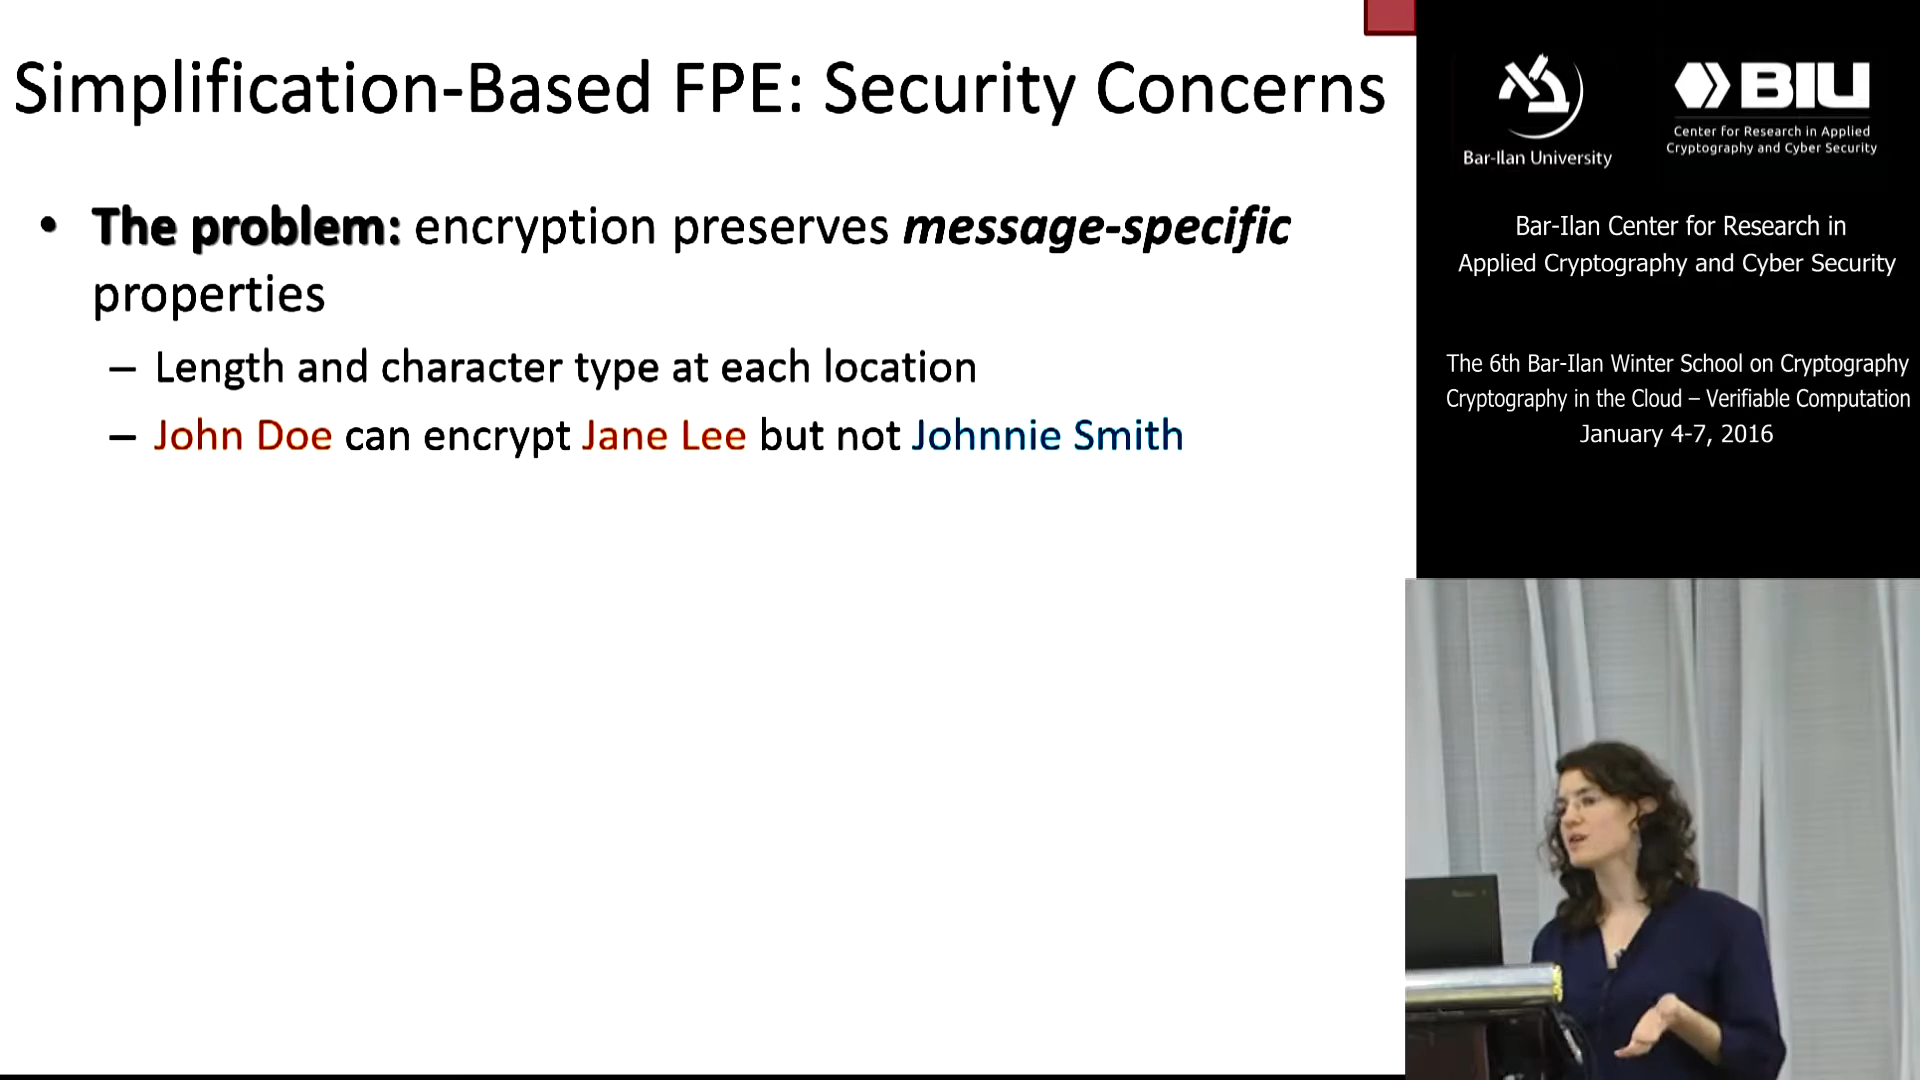 Simplification-Based FPE: Security Concerns
• The problem: encryption preserves message-specific
properties
– Length and character type at each location
– John Doe can encrypt Jane Lee but not Johnnie Smith
Bar-Ilan University
BIU
Center for Research in Applied
Cryptography and Cyber Security
Bar-Ilan Center for Research in
Applied Cryptography and Cyber Security
The 6th Bar-Ilan Winter School on Cryptography
Cryptography in the Cloud – Verifiable Computation
January 4-7, 2016